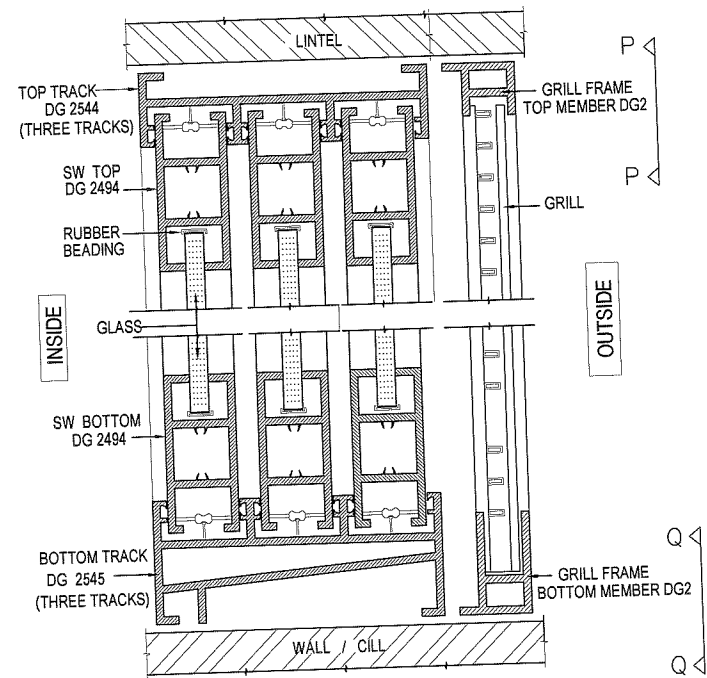 LINTEL
P
TOP TRACK
DG 2544
(THREE TRACKS)
GRILL FRAME
TOP MEMBER DG2
SW TOP
DG 2494
P
GRILL
RUBBER
BEADING
INSIDE
GLASS
OUTSIDE
SW BOTTOM
DG 2494
Q
BOTTOM TRACK
DG 2545
(THREE TRACKS)
GRILL FRAME
BOTTOM MEMBER DG2
WALL / CILL
Q